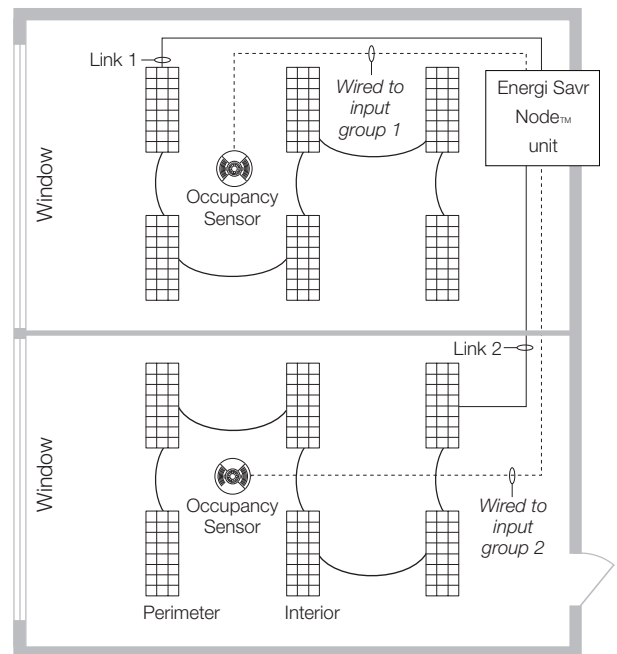 Link 1
Wired to
input
group 1
Energi Savr
Node™
unit
Window
Occupancy
Sensor
Link 2
Window
Occupancy
Sensor
Wired to
input
group 2
Perimeter
Interior